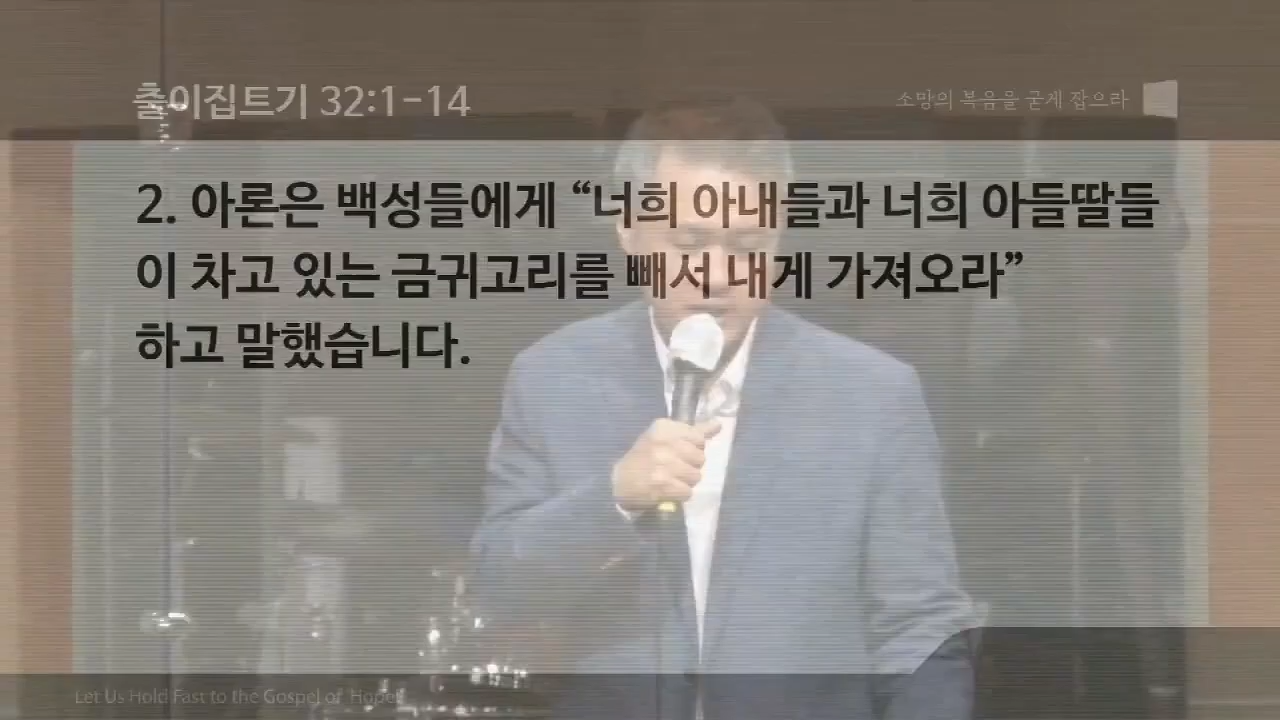 출이집트기 32:1-14
소망의 복음을 굳게 잡으라
2. 아론은 백성들에게 “너희 아내들과 너희 아들딸들
이 차고 있는 금귀고리를 빼서 내게 가져오라”
하고 말했습니다.
Let Us Hold Fast to the Gospel of Hope